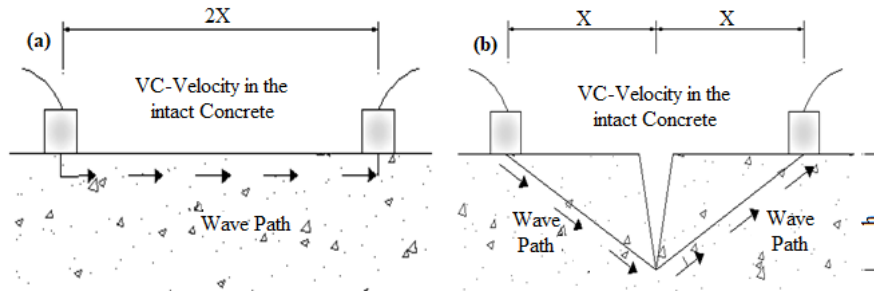 (a)
2X
VC-Velocity in the
intact Concrete
Wave Path
(b)
X
X
VC-Velocity in the
intact Concrete
Wave
Path
Wave
Path
h